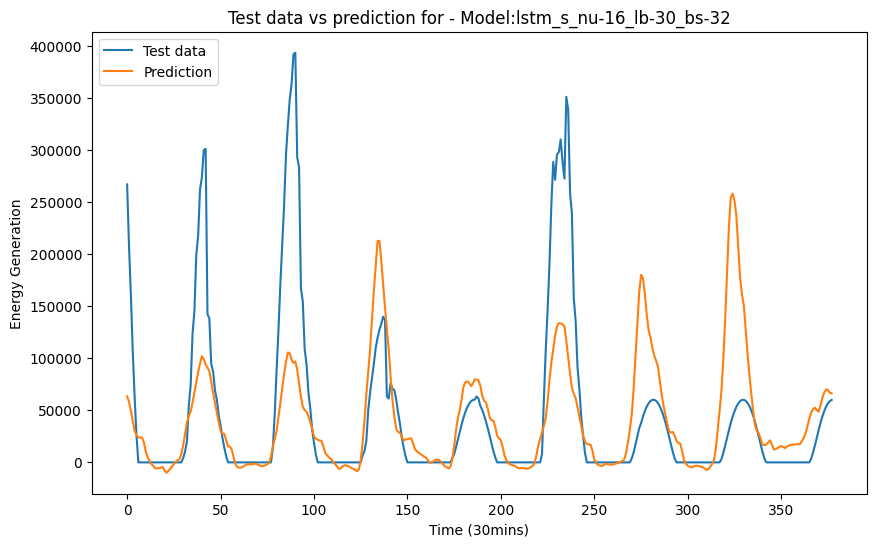 Test data vs prediction for - Model:lstm_s_nu-16_lb-30_bs-32
Test data
Prediction
400000
350000
300000
250000
200000
150000
100000
50000
0
Energy Generation
0 50 100 150 200 250 300 350
Time (30mins)